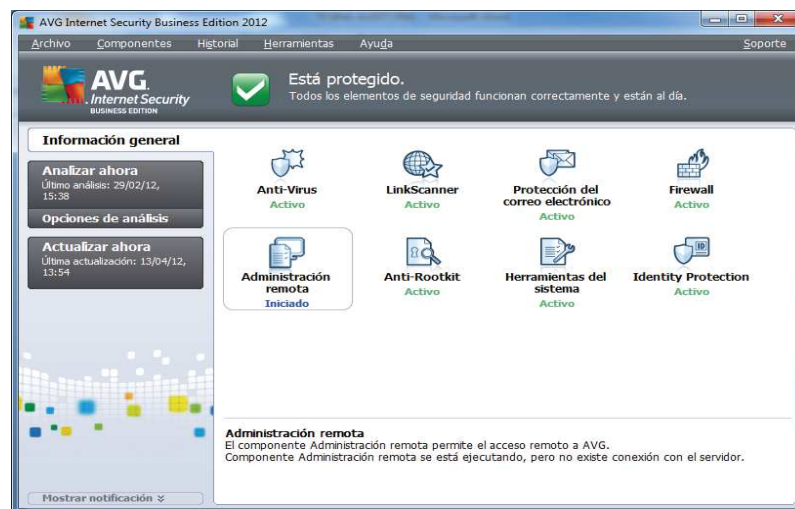 AVG Internet Security Business Edition 2012
Archivo Componentes Historial Herramientas Ayuda Soporte
AVG.
Internet Security
BUSINESS EDITION
Está protegido.
Todos los elementos de seguridad funcionan correctamente y están al día.
Información general
Analizar ahora
Último análisis: 29/02/12,
15:38
Opciones de análisis
Actualizar ahora
Última actualización: 13/04/12,
13:54
Anti-Virus
Activo
LinkScanner
Activo
Protección del
correo electrónico
Activo
Firewall
Activo
Administración
remota
Iniciado
Anti-Rootkit
Activo
Herramientas del
sistema
Activo
Identity Protection
Activo
Administración remota
El componente Administración remota permite el acceso remoto a AVG.
Componente Administración remota se está ejecutando, pero no existe conexión con el servidor.
Mostrar notificación